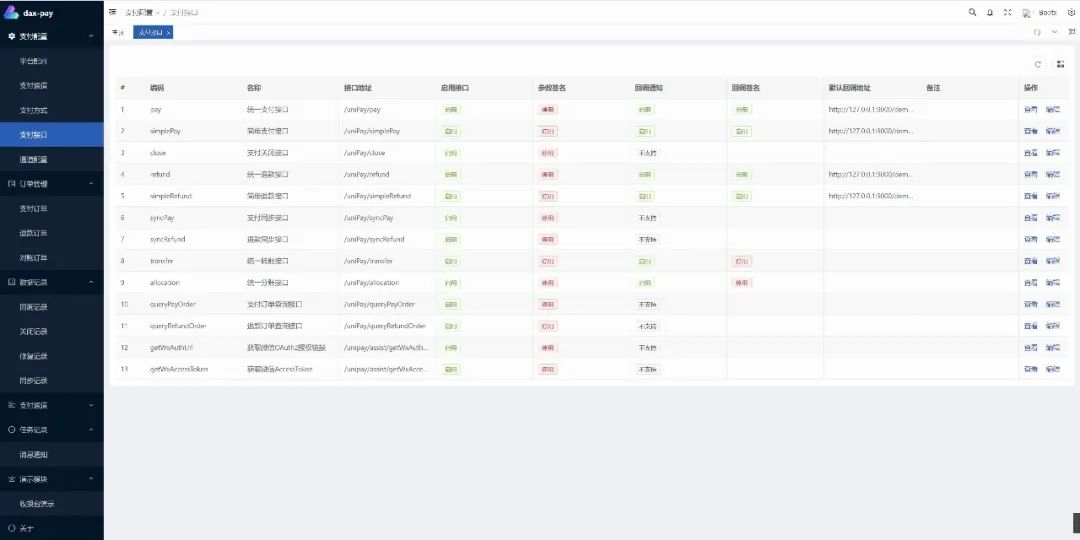 dax-pay
支付配置
平台配置
支付通道
支付方式
支付接口
通道配置
订单管理
支付订单
退款订单
对账订单
数据记录
回调记录
关闭记录
修复记录
同步记录
支付通道
任务记录
消息通知
演示模块
收银台演示
关于
支付配置 / 支付接口
Bootx
主页 支付接口 ×
# 编码 名称 接口地址 启用接口 参数签名 回调通知 回调签名 默认回调地址 备注 操作
1 pay 统一支付接口 /uniPay/pay 启用 停用 启用 启用 http://127.0.0.1:9000/dem... 查看 编辑
2 simplePay 简单支付接口 /uniPay/simplePay 启用 停用 启用 启用 http://127.0.0.1:9000/dem... 查看 编辑
3 close 支付关闭接口 /uniPay/close 启用 停用 不支持 查看 编辑
4 refund 统一退款接口 /uniPay/refund 启用 停用 启用 启用 http://127.0.0.1:9000/dem... 查看 编辑
5 simpleRefund 简单退款接口 /uniPay/simpleRefund 启用 停用 启用 启用 http://127.0.0.1:9000/dem... 查看 编辑
6 syncPay 支付同步接口 /uniPay/syncPay 启用 停用 不支持 查看 编辑
7 syncRefund 退款同步接口 /uniPay/syncRefund 启用 停用 不支持 查看 编辑
8 transfer 统一转账接口 /uniPay/transfer 启用 停用 启用 停用 查看 编辑
9 allocation 统一分账接口 /uniPay/allocation 启用 停用 启用 停用 查看 编辑
10 queryPayOrder 支付订单查询接口 /uniPay/queryPayOrder 启用 停用 不支持 查看 编辑
11 queryRefundOrder 退款订单查询接口 /uniPay/queryRefundOrder 启用 停用 不支持 查看 编辑
12 getWxAuthUrl 获取微信OAuth2授权链接 /unipay/assist/getWxAuth... 启用 停用 不支持 查看 编辑
13 getWxAccessToken 获取微信AccessToken /unipay/assist/getWxAcce... 启用 停用 不支持 查看 编辑